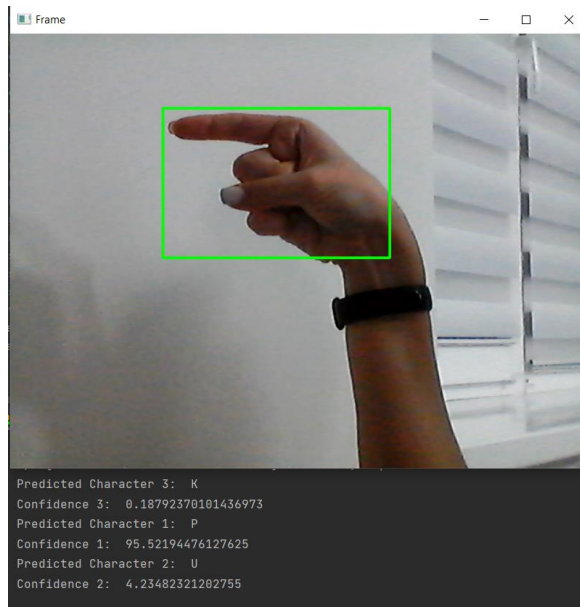 Frame
Predicted Character 3:  K
Confidence 3:  0.18792370101436973
Predicted Character 1:  P
Confidence 1:  95.52194476127625
Predicted Character 2:  U
Confidence 2:  4.23482321202755